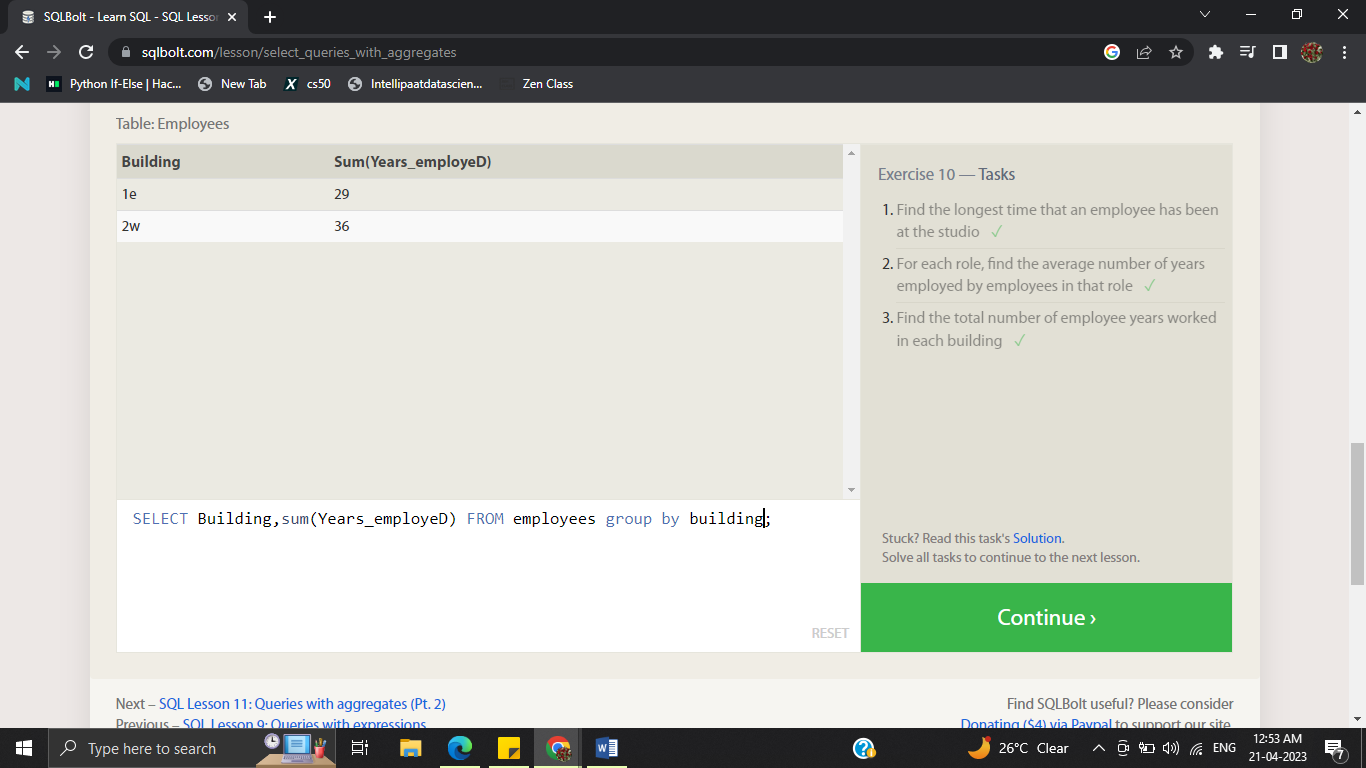 SQLBolt - Learn SQL - SQL Lesson
sqlbolt.com/lesson/select_queries_with_aggregates
Python If-Else | Hac...
New Tab
cs50
Intellipaatdatascien...
Zen Class
Table: Employees
Building Sum(Years_employeD)
1e 29
2w 36
Exercise 10 — Tasks
1. Find the longest time that an employee has been
at the studio ✓
2. For each role, find the average number of years
employed by employees in that role ✓
3. Find the total number of employee years worked
in each building ✓
SELECT Building,sum(Years_employeD) FROM employees group by building;
RESET
Stuck? Read this task's Solution.
Solve all tasks to continue to the next lesson.
Continue ›
Next – SQL Lesson 11: Queries with aggregates (Pt. 2)
Previous – SQL Lesson 9: Queries with expressions
Find SQLBolt useful? Please consider
Donating ($4) via Paypal to support our site.
Type here to search
26°C Clear
ENG
12:53 AM
21-04-2023
7